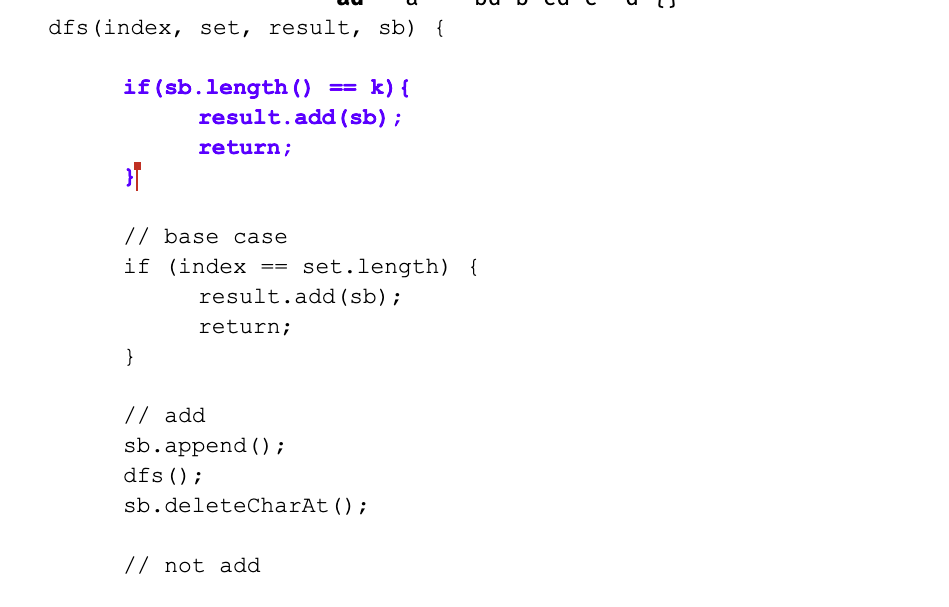 dfs(index, set, result, sb) {
if(sb.length() == k){
result.add(sb);
return;
}
// base case
if (index == set.length) {
result.add(sb);
return;
}
// add
sb.append();
dfs();
sb.deleteCharAt();
// not add